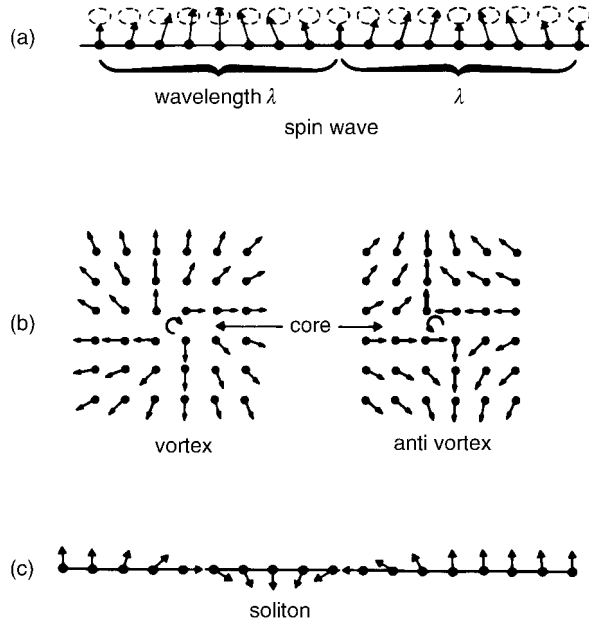 (a)
wavelength λ
λ
spin wave
(b)
core
vortex
anti vortex
(c)
soliton